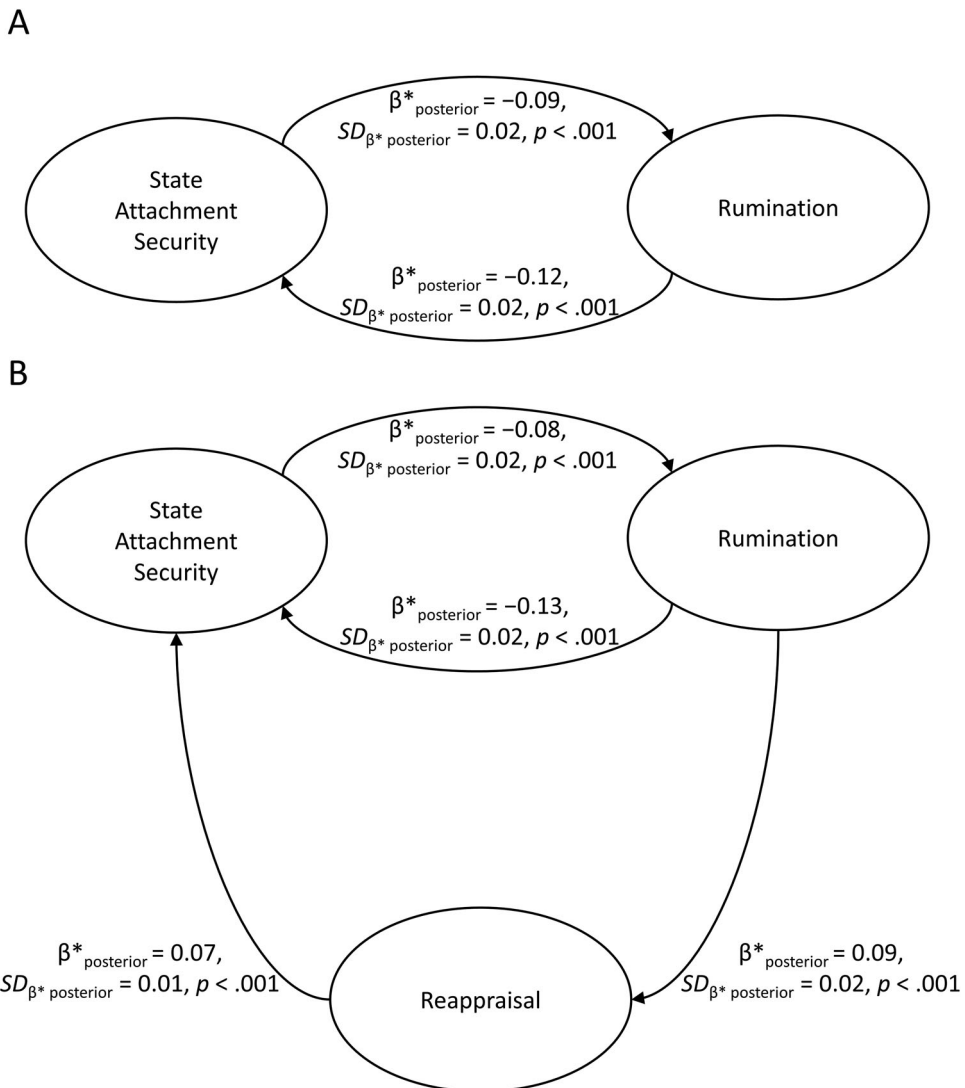 A
β*posterior = −0.09,
SDβ* posterior = 0.02, p < .001
State
Attachment
Security
Rumination
β*posterior = −0.12,
SDβ* posterior = 0.02, p < .001
B
β*posterior = −0.08,
SDβ* posterior = 0.02, p < .001
State
Attachment
Security
Rumination
β*posterior = −0.13,
SDβ* posterior = 0.02, p < .001
β*posterior = 0.07,
SDβ* posterior = 0.01, p < .001
Reappraisal
β*posterior = 0.09,
SDβ* posterior = 0.02, p < .001